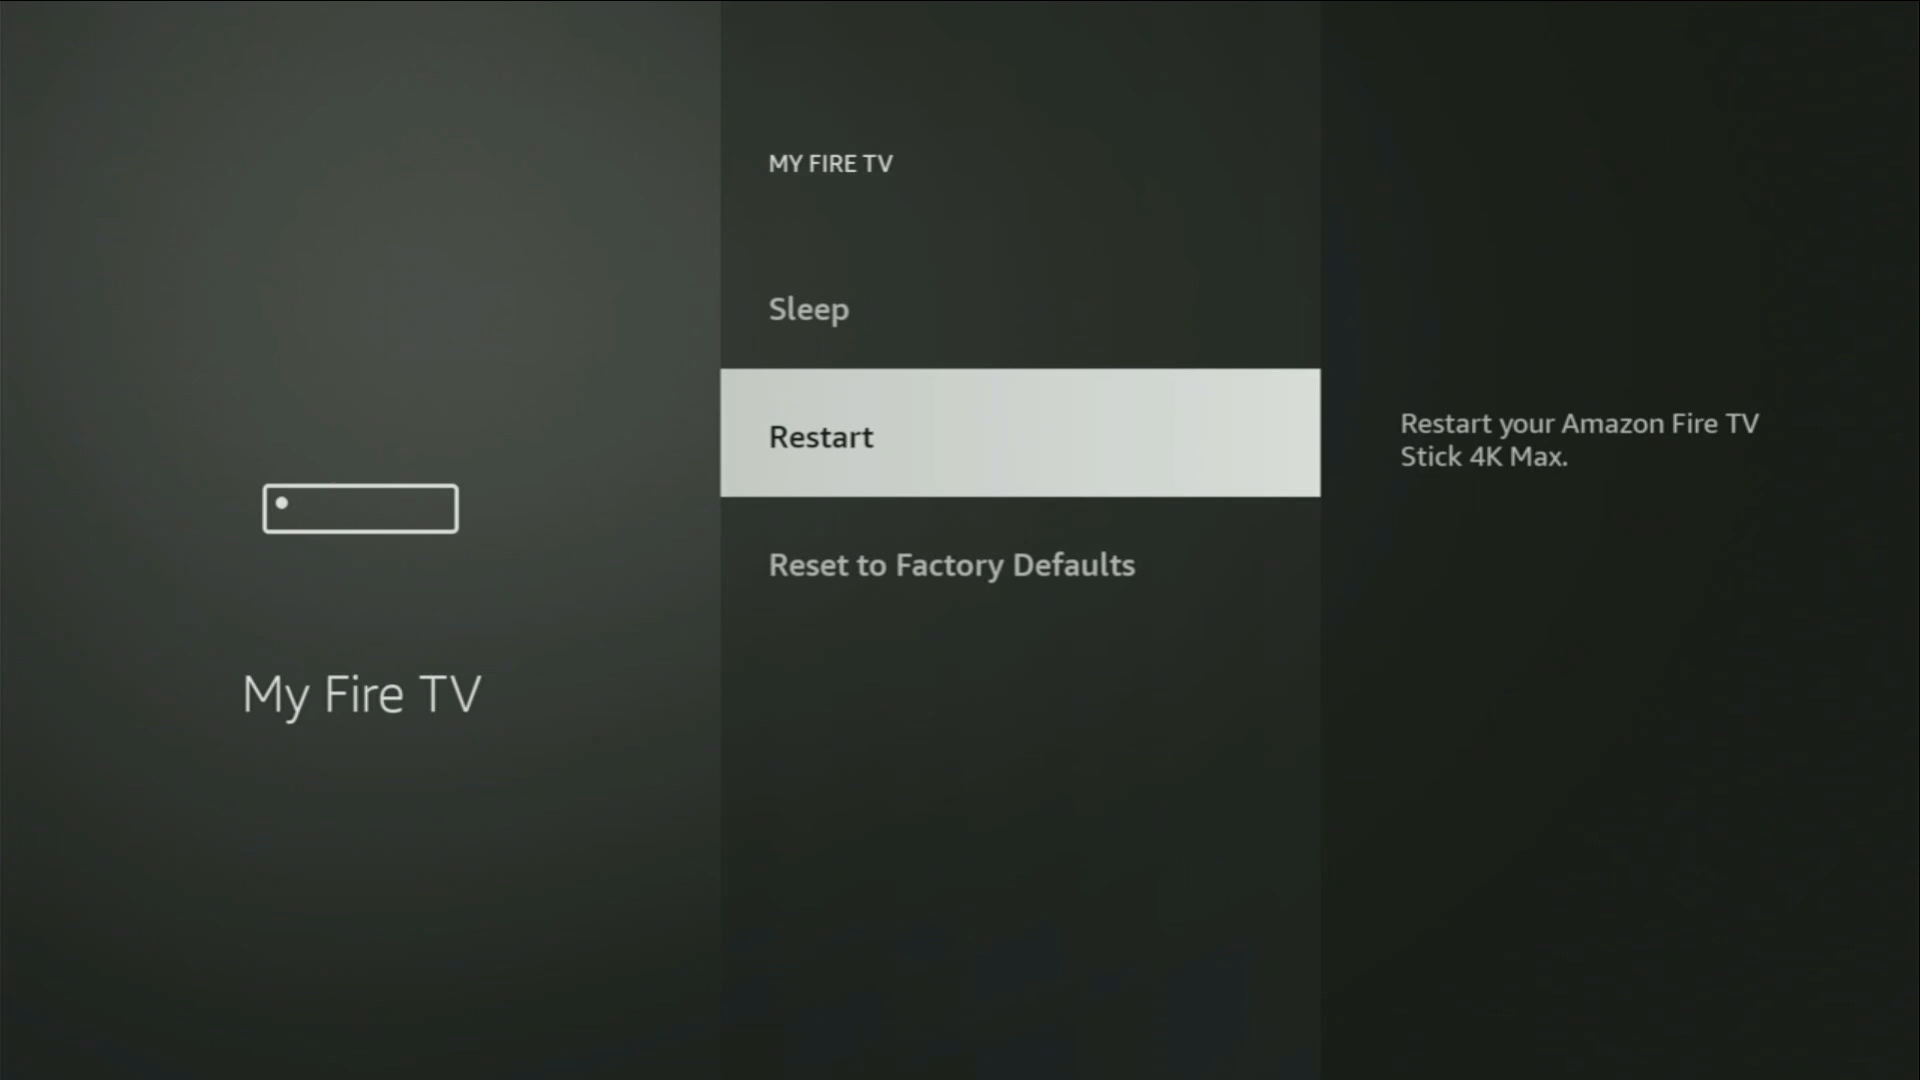 MY FIRE TV
Sleep
Restart
Reset to Factory Defaults
My Fire TV
Restart your Amazon Fire TV
Stick 4K Max.